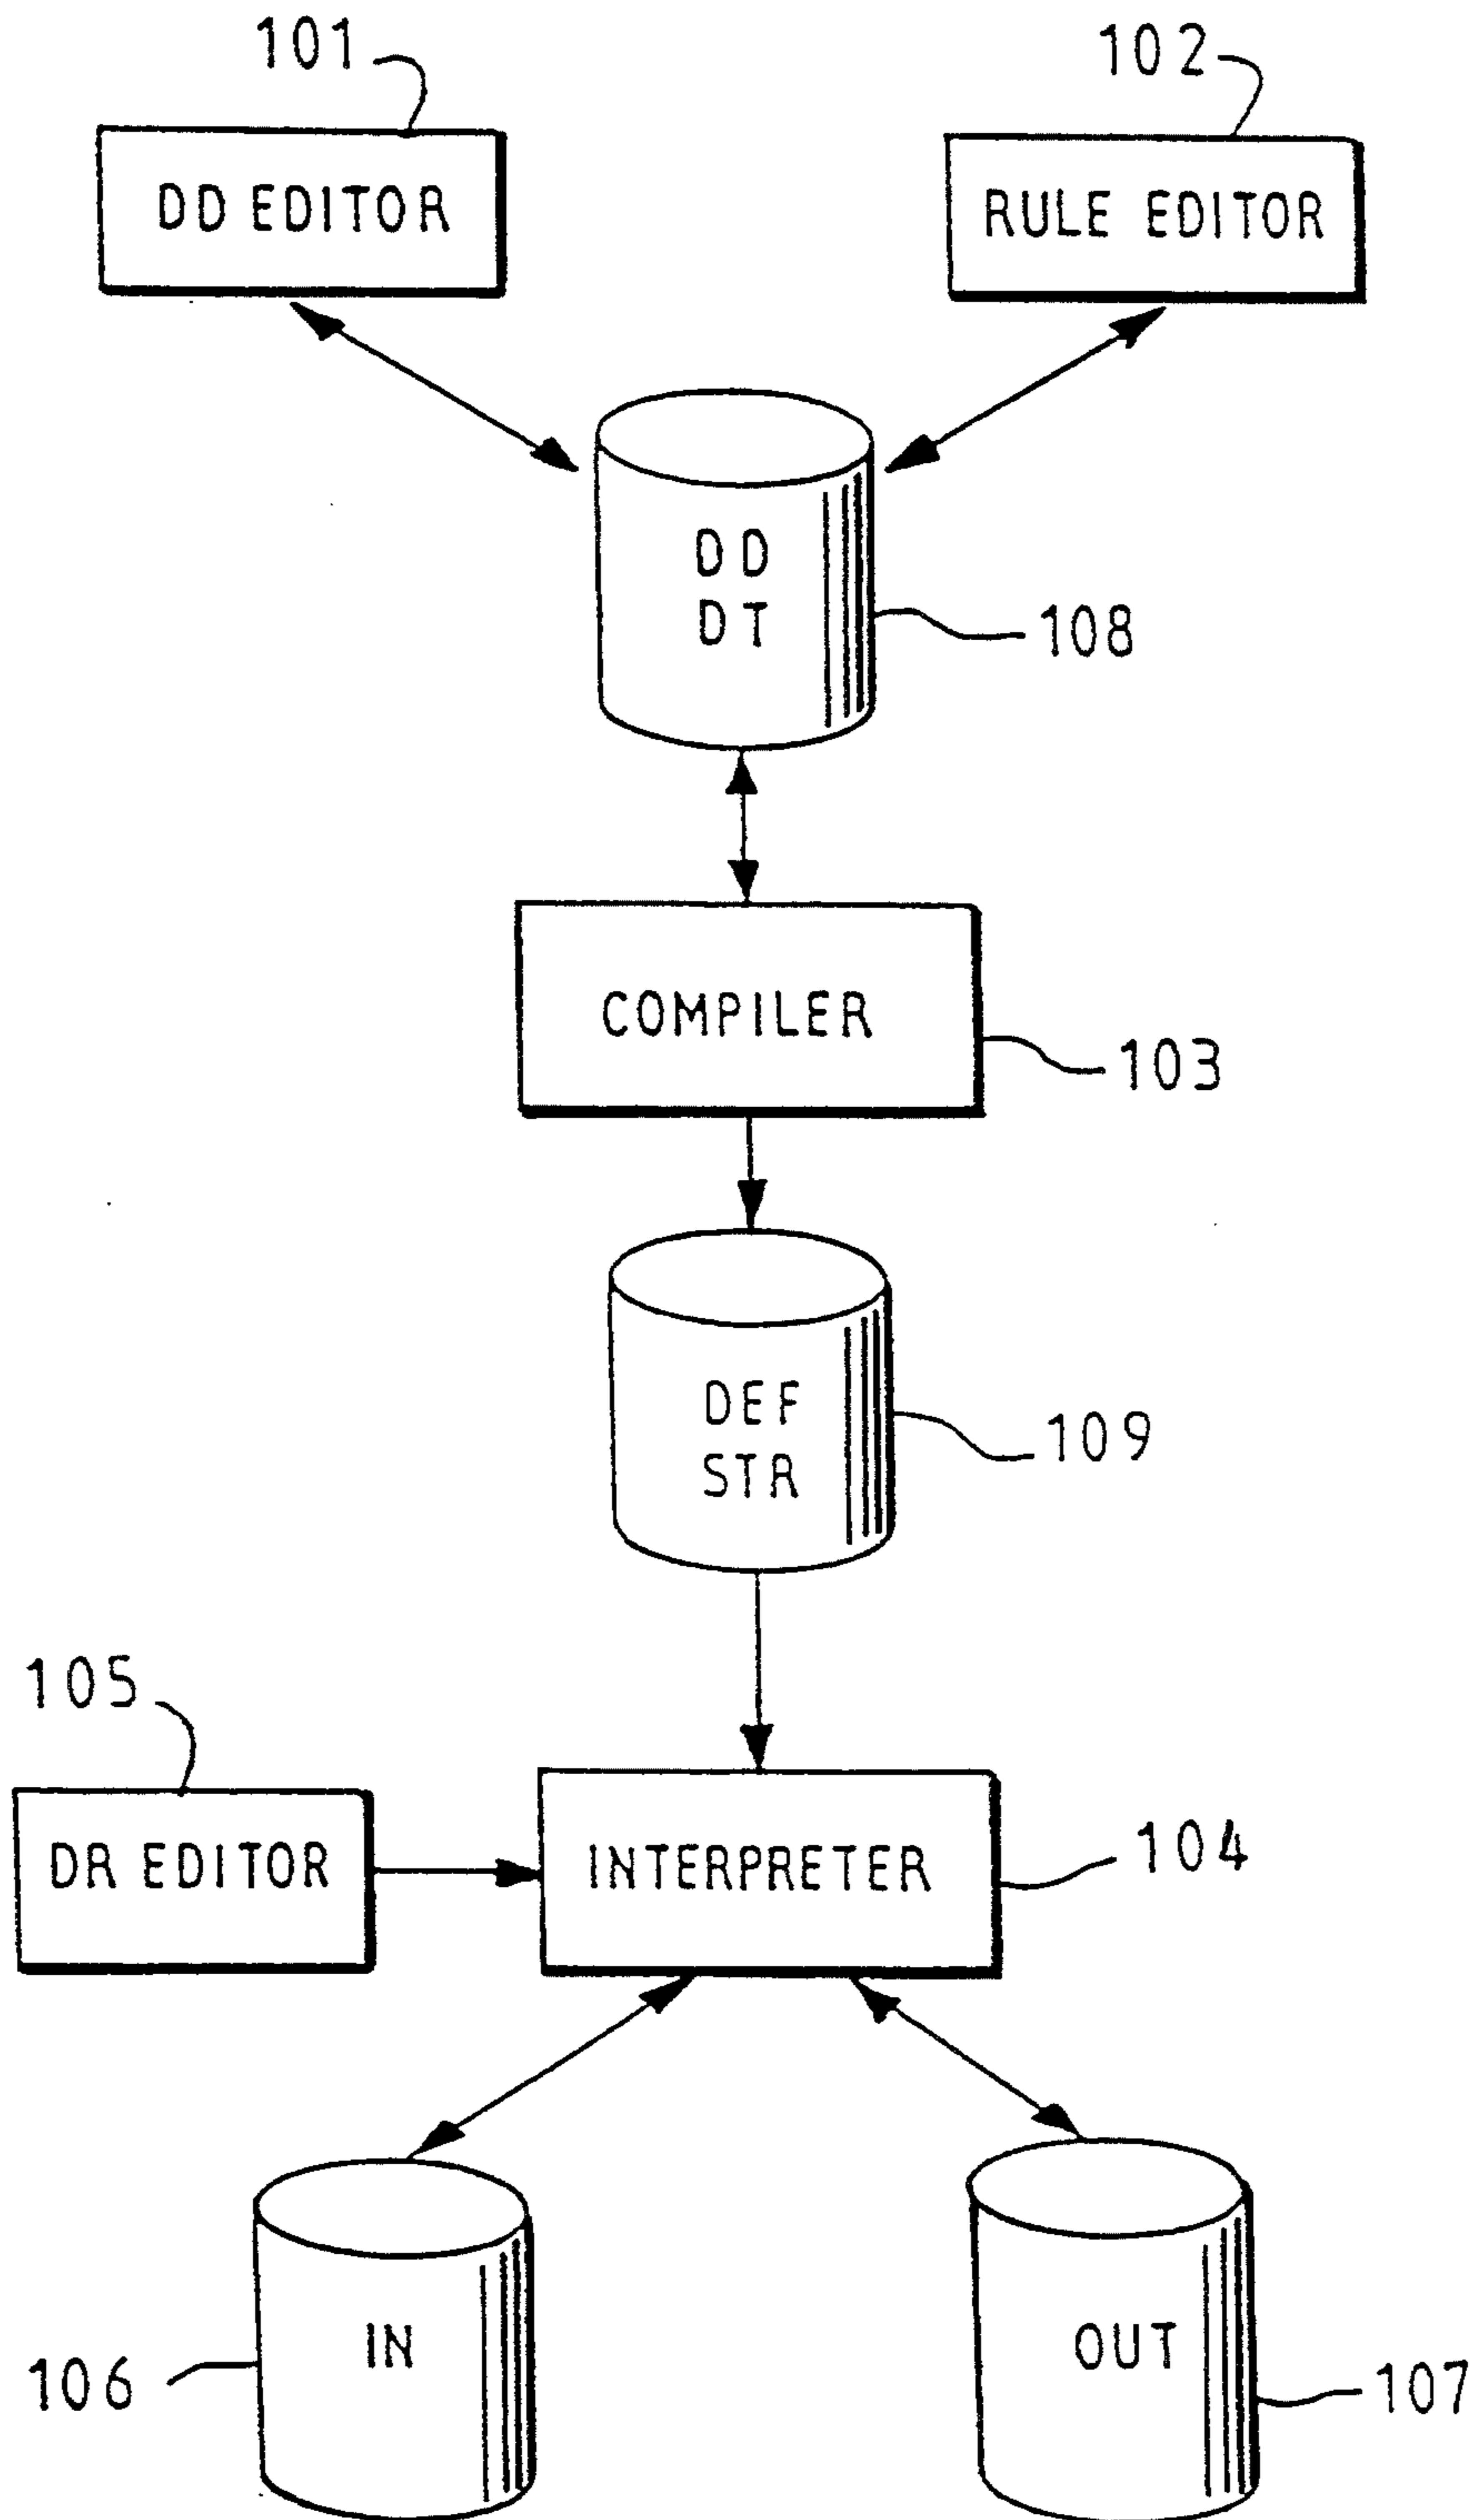 101
102
DD EDITOR
RULE EDITOR
DD
DT
108
COMPILER
103
DEF
STR
109
105
DR EDITOR
INTERPRETER
104
IN
OUT
106
107